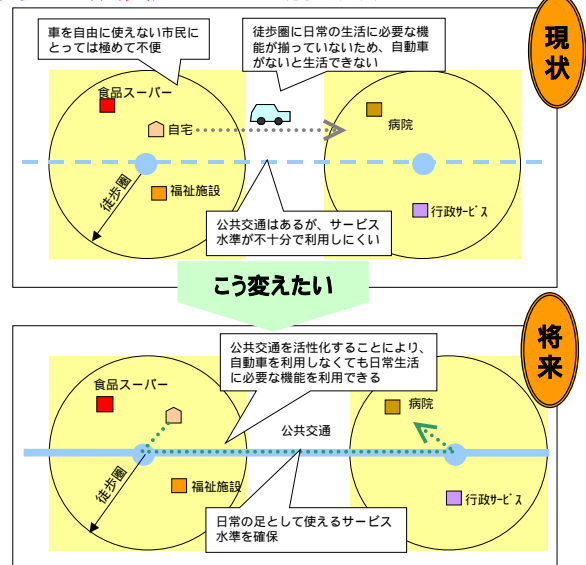 車を自由に使えない市民に
とっては極めて不便
徒歩圏に日常の生活に必要な機
能が揃っていないため、自動車
がないと生活できない
現状
食品スーパー
自宅
病院
福祉施設
徒歩圏
行政サービス
公共交通はあるが、サービス
水準が不十分で利用しにくい
こう変えたい
将来
公共交通を活性化することにより、
自動車を利用しなくても日常生活
に必要な機能を利用できる
食品スーパー
病院
公共交通
徒歩圏
福祉施設
行政サービス
日常の足として使えるサービス
水準を確保